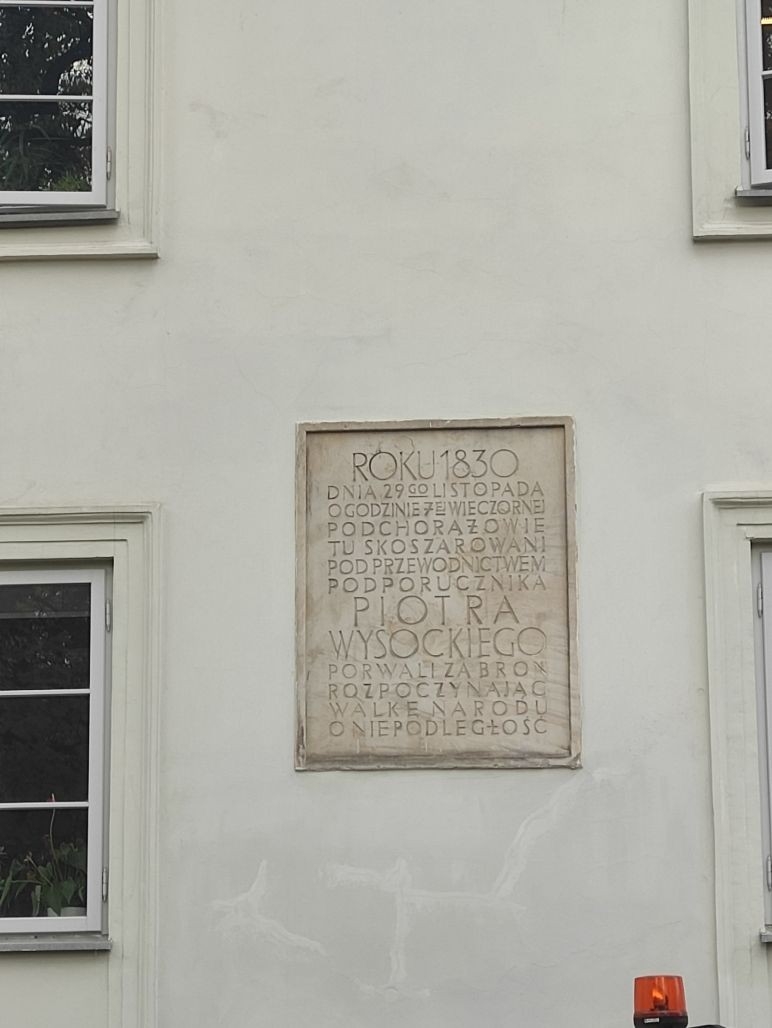 ROKU 1830
DNIA 29GO LISTOPADA
O GODZINIE 7EJ WIECZORNEJ
PODCHORĄŻOWIE
TU SKOSZAROWANI
POD PRZEWODNICTWEM
PODPORUCZNIKA
PIOTRA
WYSOCKIEGO
PORWALI ZA BROŃ
ROZPOCZYNAJĄC
WALKĘ NARODU
O NIEPODLEGŁOŚĆ